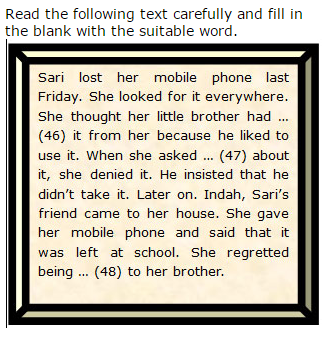 Read the following text carefully and fill in
the blank with the suitable word.
Sari lost her mobile phone last
Friday. She looked for it everywhere.
She thought her little brother had ...
(46) it from her because he liked to
use it. When she asked ... (47) about
it, she denied it. He insisted that he
didn’t take it. Later on. Indah, Sari’s
friend came to her house. She gave
her mobile phone and said that it
was left at school. She regretted
being ... (48) to her brother.